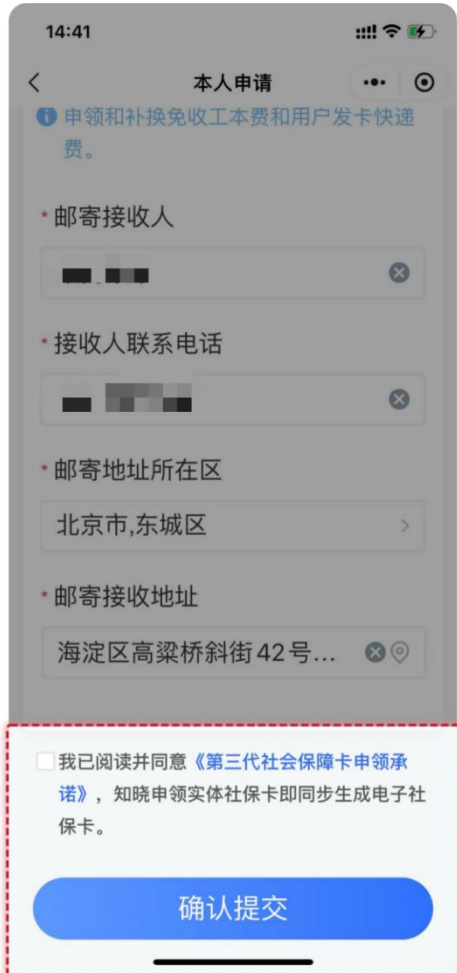 14:41
本人申请
申领和补换免收工本费和用户发卡快递
费。
*邮寄接收人
*接收人联系电话
*邮寄地址所在区
北京市,东城区
*邮寄接收地址
海淀区高粱桥斜街42号...
我已阅读并同意《第三代社会保障卡申领承
诺》，知晓申领实体社保卡即同步生成电子社
保卡。
确认提交